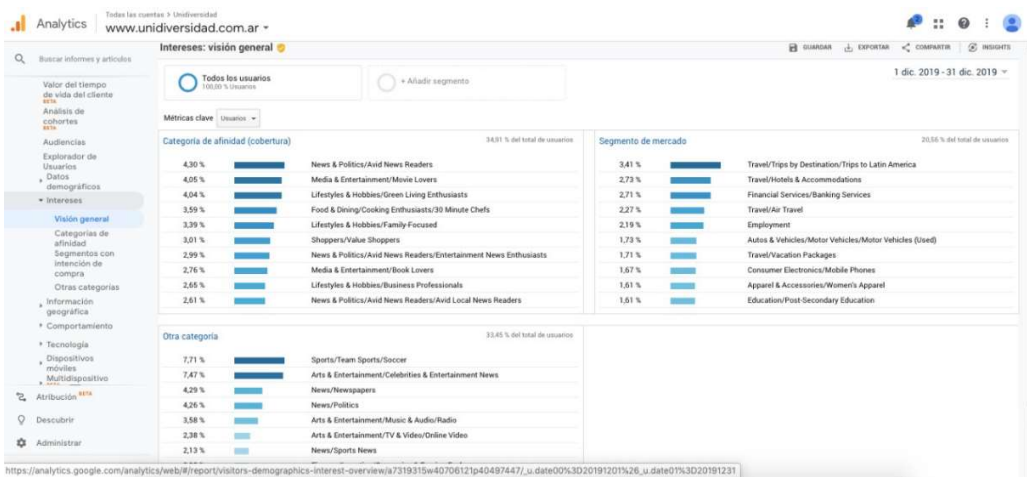 Analytics
Todas las cuentas > Unidiversidad
www.unidiversidad.com.ar
2
Buscar informes y artículos
Valor del tiempo
de vida del cliente
BETA
Análisis de
cohortes
BETA
Audiencias
Explorador de
Usuarios
Datos
demográficos
Intereses
Visión general
Categorías de
afinidad
Segmentos con
intención de
compra
Otras categorías
Información
geográfica
Comportamiento
Tecnología
Dispositivos
móviles
Multidispositivo
Atribución BETA
Descubrir
Administrar
Intereses: visión general
GUARDAR EXPORTAR COMPARTIR INSIGHTS
Todos los usuarios
100,00 % Usuarios
+ Añadir segmento
1 dic. 2019 - 31 dic. 2019
Métricas clave Usuarios
Categoría de afinidad (cobertura) 34,91 % del total de usuarios
4,30 % News & Politics/Avid News Readers
4,05 % Media & Entertainment/Movie Lovers
4,04 % Lifestyles & Hobbies/Green Living Enthusiasts
3,59 % Food & Dining/Cooking Enthusiasts/30 Minute Chefs
3,39 % Lifestyles & Hobbies/Family-Focused
3,01 % Shoppers/Value Shoppers
2,99 % News & Politics/Avid News Readers/Entertainment News Enthusiasts
2,76 % Media & Entertainment/Book Lovers
2,65 % Lifestyles & Hobbies/Business Professionals
2,61 % News & Politics/Avid News Readers/Avid Local News Readers
Segmento de mercado 20,56 % del total de usuarios
3,41 % Travel/Trips by Destination/Trips to Latin America
2,73 % Travel/Hotels & Accommodations
2,71 % Financial Services/Banking Services
2,27 % Travel/Air Travel
2,19 % Employment
1,73 % Autos & Vehicles/Motor Vehicles/Motor Vehicles (Used)
1,71 % Travel/Vacation Packages
1,67 % Consumer Electronics/Mobile Phones
1,61 % Apparel & Accessories/Women's Apparel
1,61 % Education/Post-Secondary Education
Otra categoría 33,45 % del total de usuarios
7,71 % Sports/Team Sports/Soccer
7,47 % Arts & Entertainment/Celebrities & Entertainment News
4,29 % News/Newspapers
4,26 % News/Politics
3,58 % Arts & Entertainment/Music & Audio/Radio
2,38 % Arts & Entertainment/TV & Video/Online Video
2,13 % News/Sports News
https://analytics.google.com/analytics/web/#/report/visitors-demographics-interest-overview/a7319315w40706121p40497447/_u.date00%3D20191201%26_u.date01%3D20191231